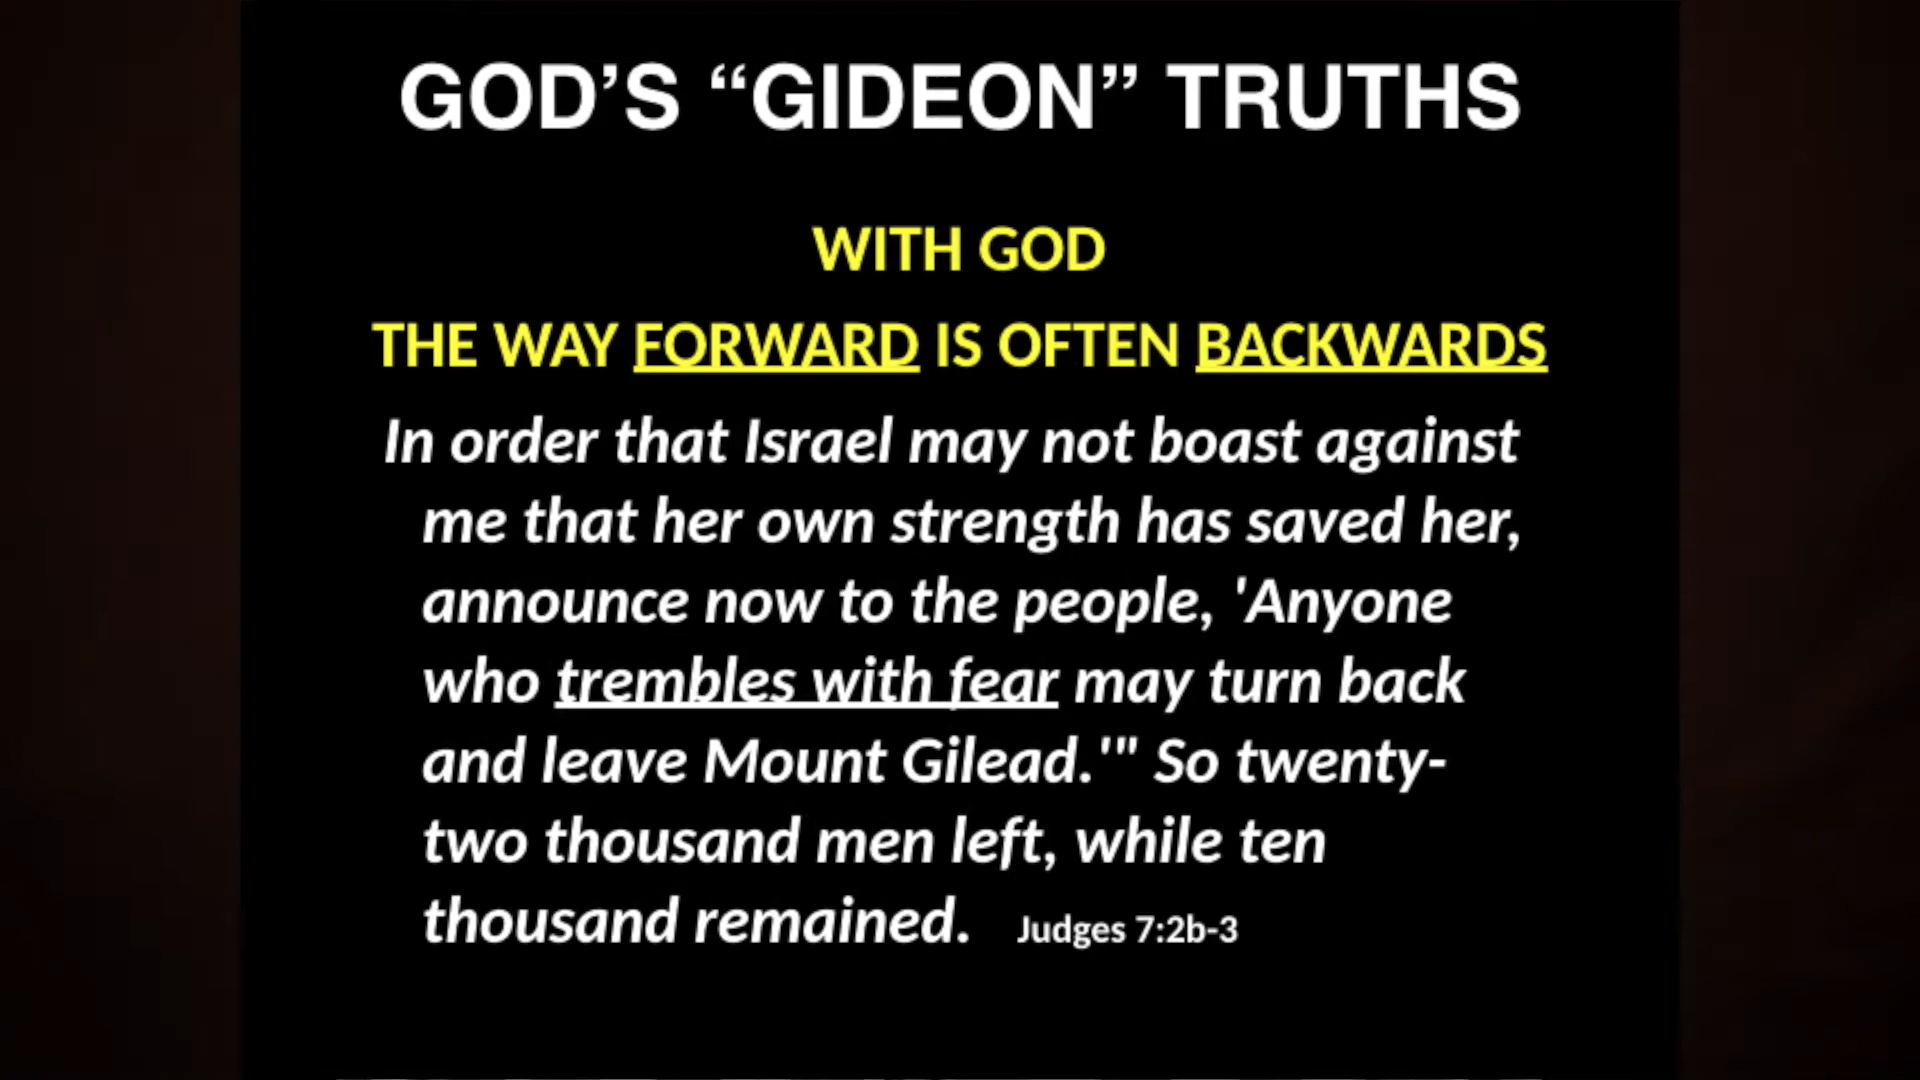 GOD’S “GIDEON” TRUTHS
WITH GOD
THE WAY FORWARD IS OFTEN BACKWARDS
In order that Israel may not boast against
me that her own strength has saved her,
announce now to the people, 'Anyone
who trembles with fear may turn back
and leave Mount Gilead.'" So twenty-
two thousand men left, while ten
thousand remained. Judges 7:2b-3